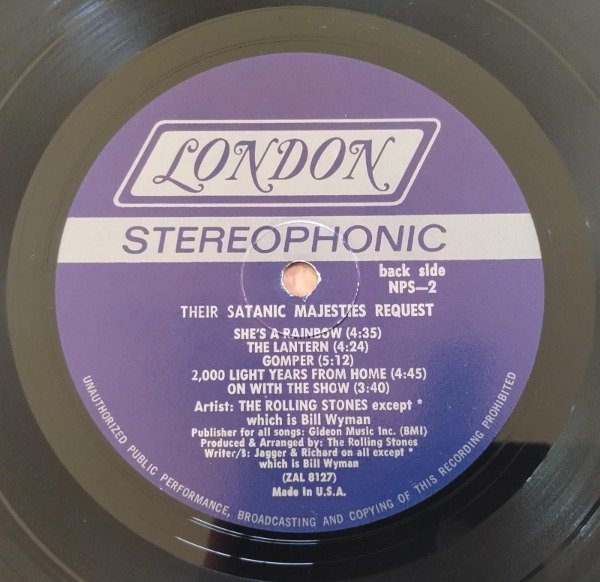 LONDON
STEREOPHONIC
back side
NPS—2
THEIR SATANIC MAJESTIES REQUEST
SHE'S A RAINBOW (4:35)
THE LANTERN (4:24)
GOMPER (5:12)
2,000 LIGHT YEARS FROM HOME (4:45)
ON WITH THE SHOW (3:40)
Artist: THE ROLLING STONES except *
which is Bill Wyman
Publisher for all songs: Gideon Music Inc. (BMI)
Produced & Arranged by: The Rolling Stones
Writer/s: Jagger & Richard on all except *
which is Bill Wyman
(ZAL 8127)
Made in U.S.A.
UNAUTHORIZED PUBLIC PERFORMANCE, BROADCASTING AND COPYING OF THIS RECORDING PROHIBITED